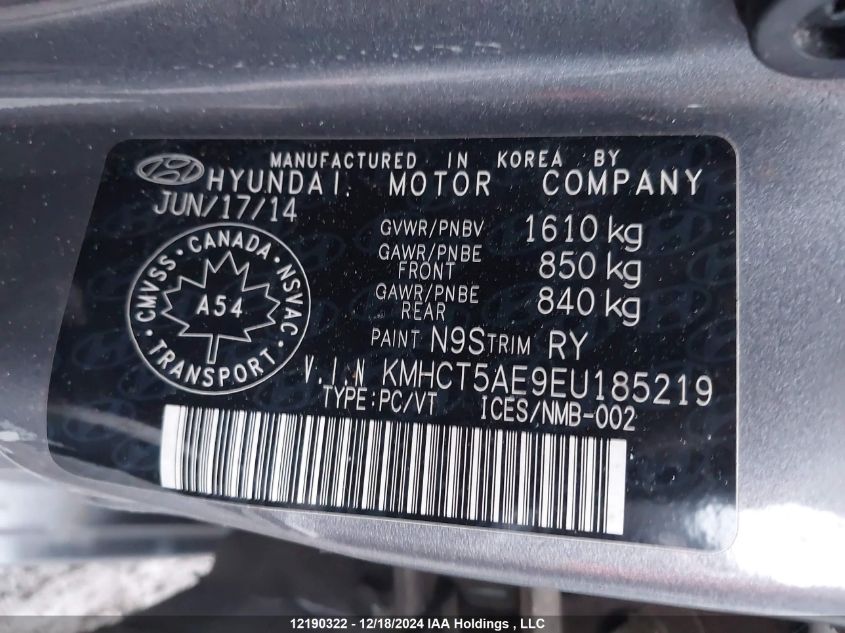 MANUFACTURED IN KOREA BY
HYUNDAI MOTOR COMPANY
JUN/17/14
GVWR/PNBV 1610 kg
GAWR/PNBE FRONT 850 kg
GAWR/PNBE REAR 840 kg
CANADA
CMVSS · NSVAC
A54
TRANSPORT
PAINT N9S TRIM RY
V.I.N KMHCT5AE9EU185219
TYPE:PC/VT ICES/NMB-002
12190322 - 12/18/2024 IAA Holdings , LLC